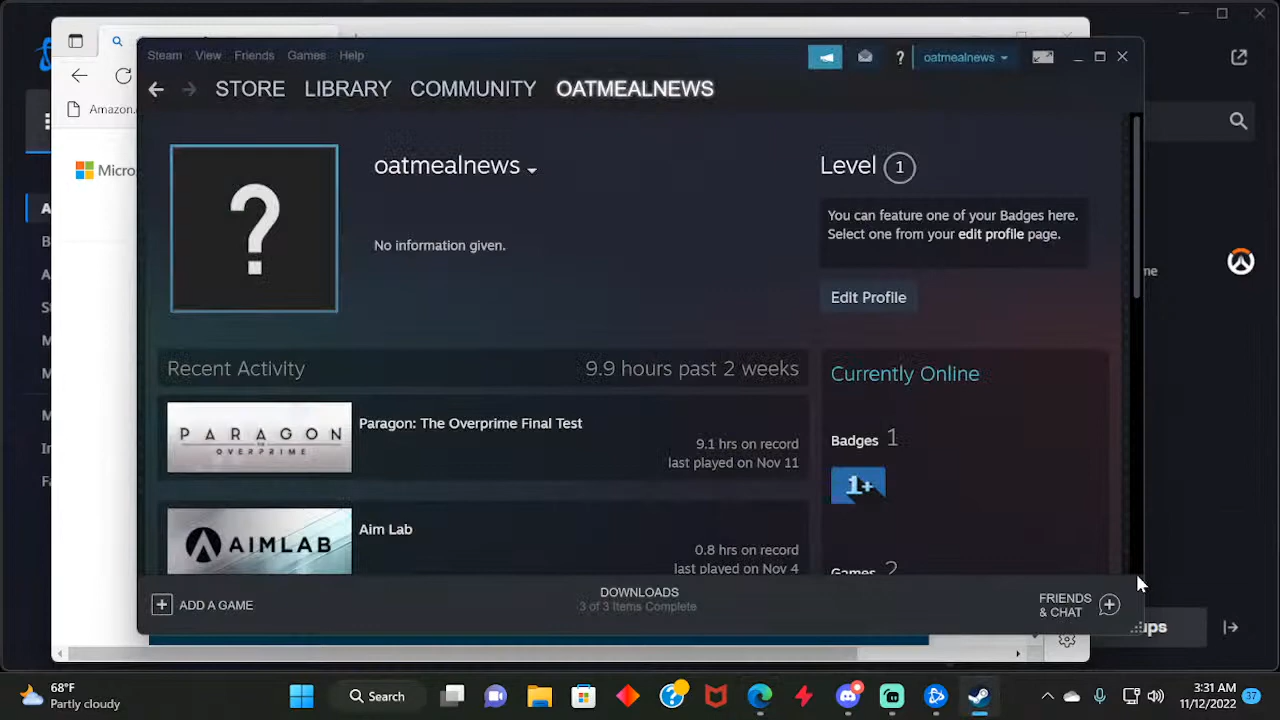 Steam View Friends Games Help
oatmealnews
STORE LIBRARY COMMUNITY OATMEALNEWS
Amazon.
Micro
?
oatmealnews
No information given.
Level 1
You can feature one of your Badges here.
Select one from your edit profile page.
Edit Profile
Recent Activity 9.9 hours past 2 weeks
PARAGON
THE
OVERPRIME
Paragon: The Overprime Final Test
9.1 hrs on record
last played on Nov 11
AIMLAB
Aim Lab
0.8 hrs on record
last played on Nov 4
Currently Online
Badges 1
1+
Games 2
ADD A GAME
DOWNLOADS
3 of 3 Items Complete
FRIENDS
& CHAT
ups
68°F
Partly cloudy
Search
3:31 AM
11/12/2022
37